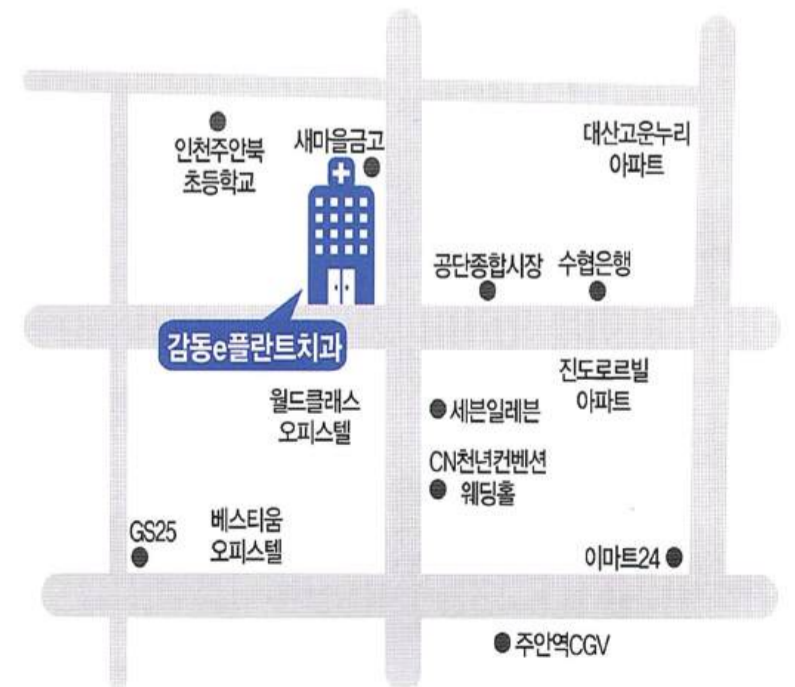 인천주안북
초등학교
새마을금고
대산고운누리
아파트
공단종합시장
수협은행
감동e플란트치과
월드클래스
오피스텔
진도로르빌
아파트
세븐일레븐
CN천년컨벤션
웨딩홀
GS25
베스티움
오피스텔
이마트24
주안역CGV